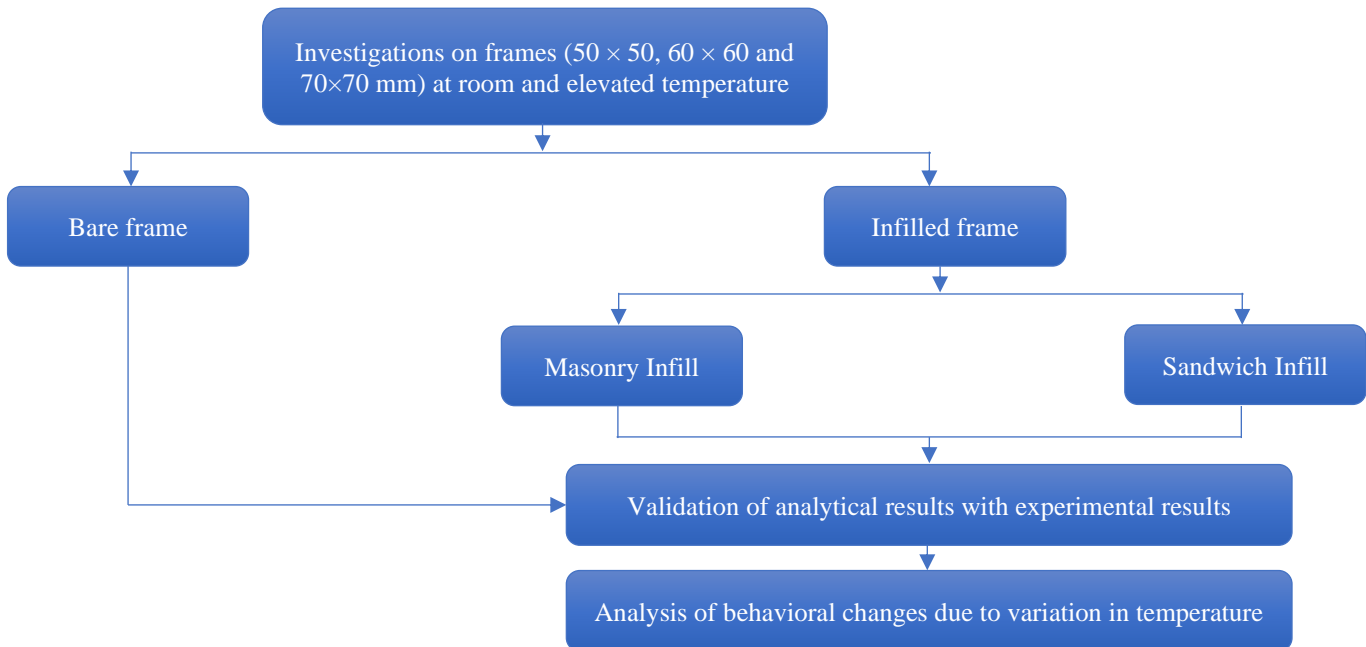 Investigations on frames (50 × 50, 60 × 60 and
70×70 mm) at room and elevated temperature
Bare frame
Infilled frame
Masonry Infill
Sandwich Infill
Validation of analytical results with experimental results
Analysis of behavioral changes due to variation in temperature